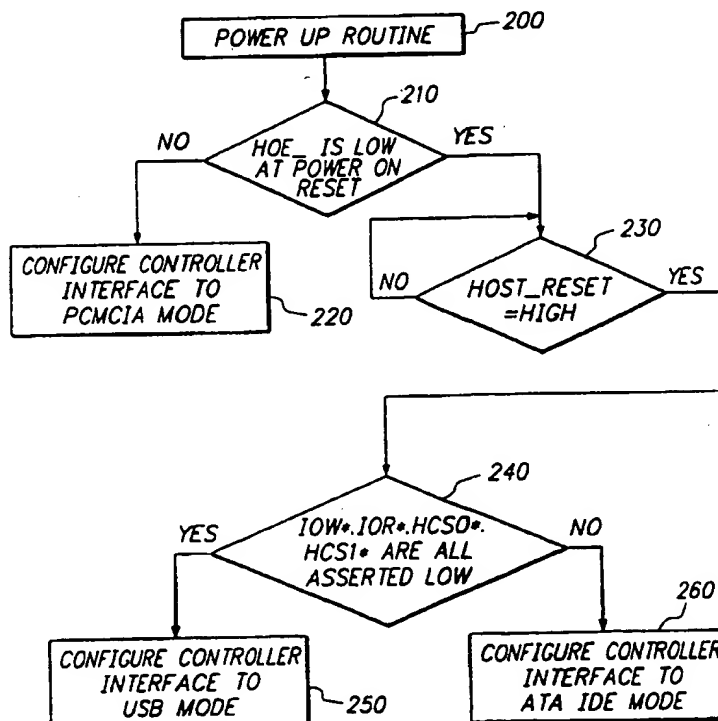 POWER UP ROUTINE
200
210
NO
HOE_ IS LOW
AT POWER ON
RESET
YES
230
CONFIGURE CONTROLLER
INTERFACE TO
PCMCIA MODE
220
NO
HOST_RESET
=HIGH
YES
240
YES
IOW*.IOR*.HCS0*.
HCS1* ARE ALL
ASSERTED LOW
NO
260
CONFIGURE CONTROLLER
INTERFACE TO
USB MODE
250
CONFIGURE CONTROLLER
INTERFACE TO
ATA IDE MODE